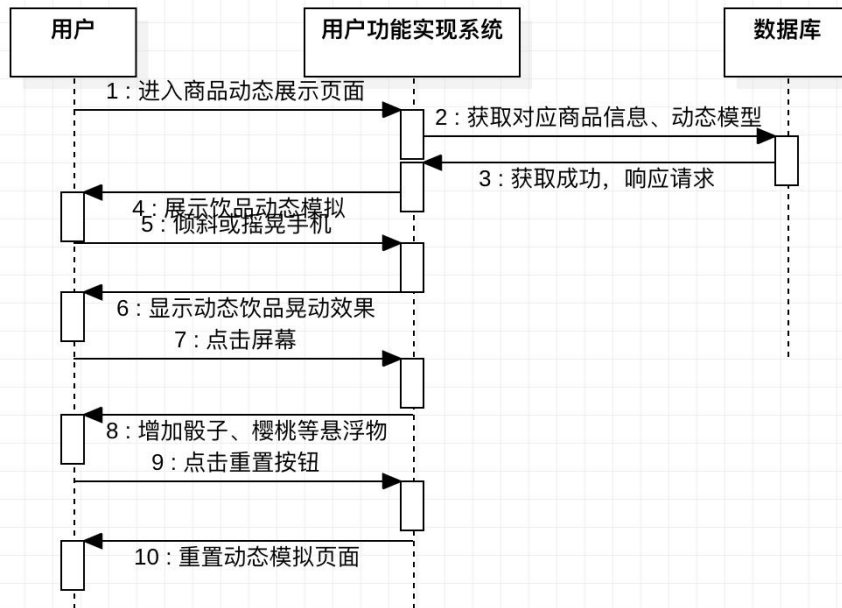 用户
用户功能实现系统
数据库
1 : 进入商品动态展示页面
2 : 获取对应商品信息、动态模型
3 : 获取成功，响应请求
4 : 展示饮品动态模拟
5 : 倾斜或摇晃手机
6 : 显示动态饮品晃动效果
7 : 点击屏幕
8 : 增加骰子、樱桃等悬浮物
9 : 点击重置按钮
10 : 重置动态模拟页面